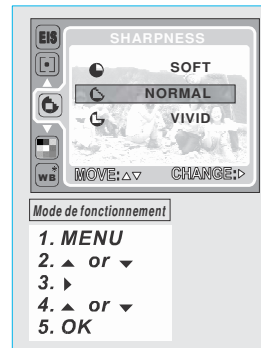 EIS
SHARPNESS
SOFT
NORMAL
VIVID
WB
MOVE:△▽ CHANGE:▷
Mode de fonctionnement
1. MENU
2. ▲ or ▼
3. ▶
4. ▲ or ▼
5. OK